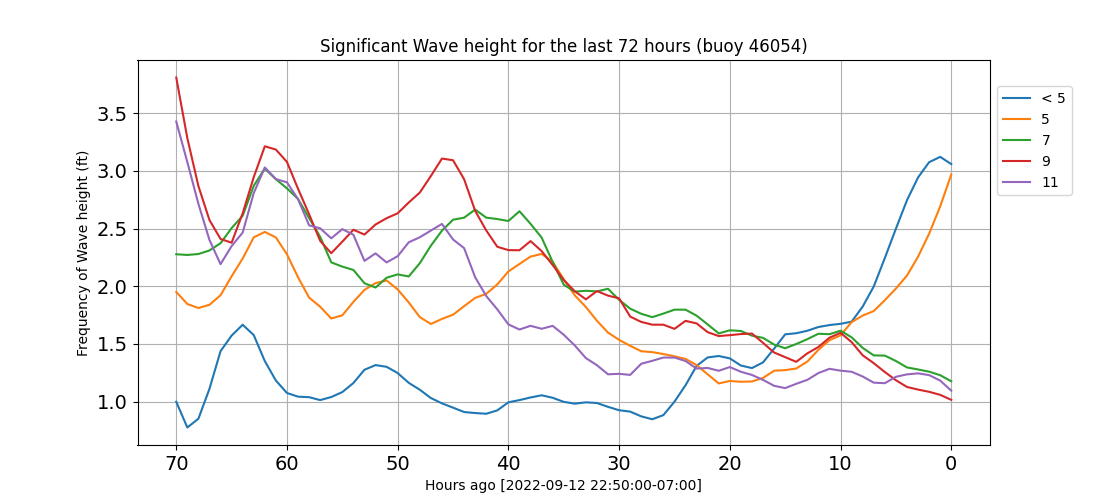 Significant Wave height for the last 72 hours (buoy 46054)
Frequency of Wave height (ft)
3.5
3.0
2.5
2.0
1.5
1.0
70 60 50 40 30 20 10 0
Hours ago [2022-09-12 22:50:00-07:00]
< 5
5
7
9
11